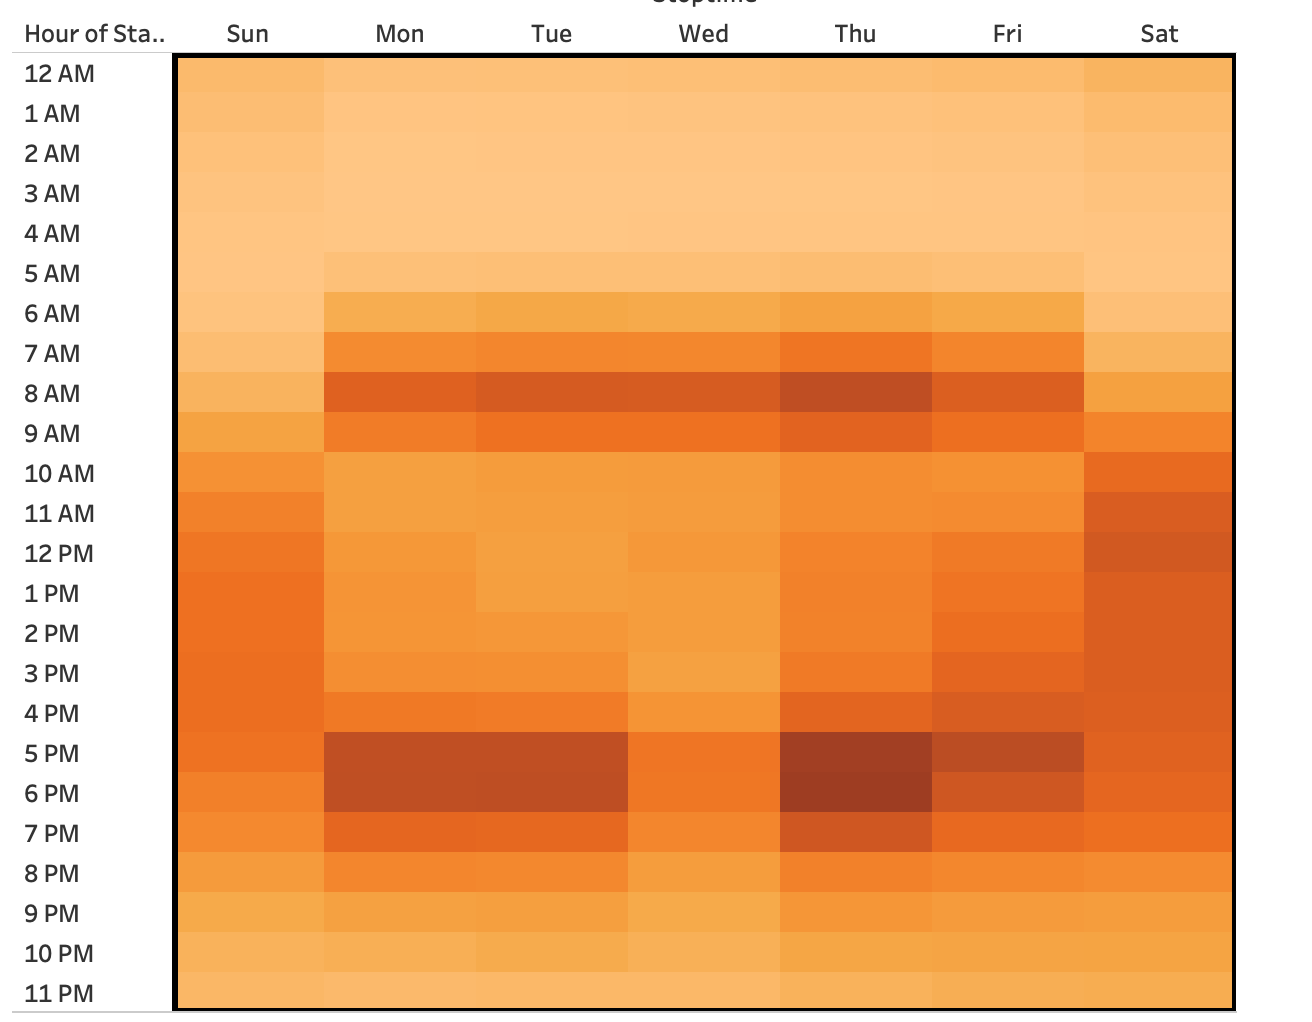 Stoptime
Hour of Sta.. Sun Mon Tue Wed Thu Fri Sat
12 AM
1 AM
2 AM
3 AM
4 AM
5 AM
6 AM
7 AM
8 AM
9 AM
10 AM
11 AM
12 PM
1 PM
2 PM
3 PM
4 PM
5 PM
6 PM
7 PM
8 PM
9 PM
10 PM
11 PM